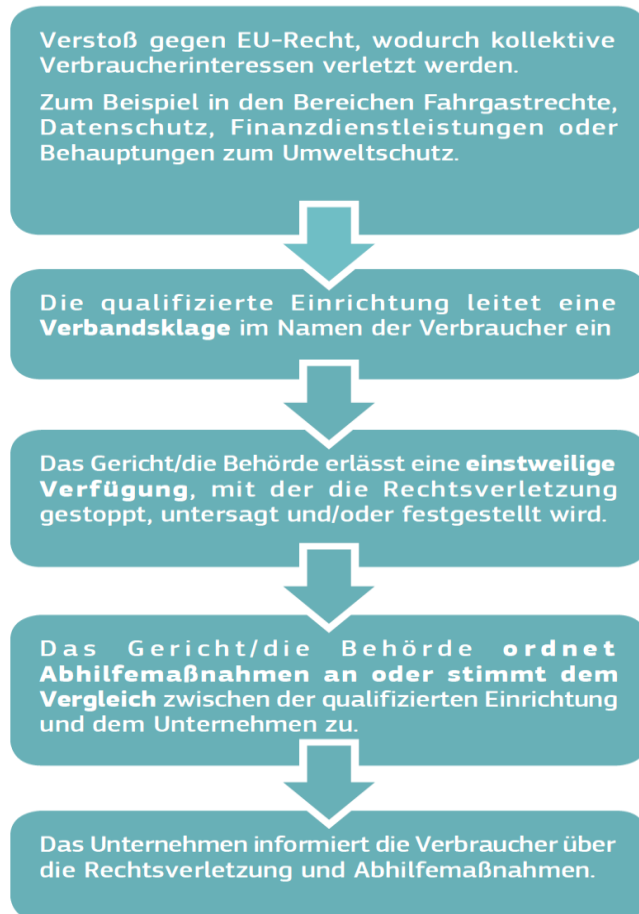 Verstoß gegen EU-Recht, wodurch kollektive
Verbraucherinteressen verletzt werden.
Zum Beispiel in den Bereichen Fahrgastrechte,
Datenschutz, Finanzdienstleistungen oder
Behauptungen zum Umweltschutz.
Die qualifizierte Einrichtung leitet eine
Verbandsklage im Namen der Verbraucher ein
Das Gericht/die Behörde erlässt eine einstweilige
Verfügung, mit der die Rechtsverletzung
gestoppt, untersagt und/oder festgestellt wird.
Das Gericht/die Behörde ordnet
Abhilfemaßnahmen an oder stimmt dem
Vergleich zwischen der qualifizierten Einrichtung
und dem Unternehmen zu.
Das Unternehmen informiert die Verbraucher über
die Rechtsverletzung und Abhilfemaßnahmen.